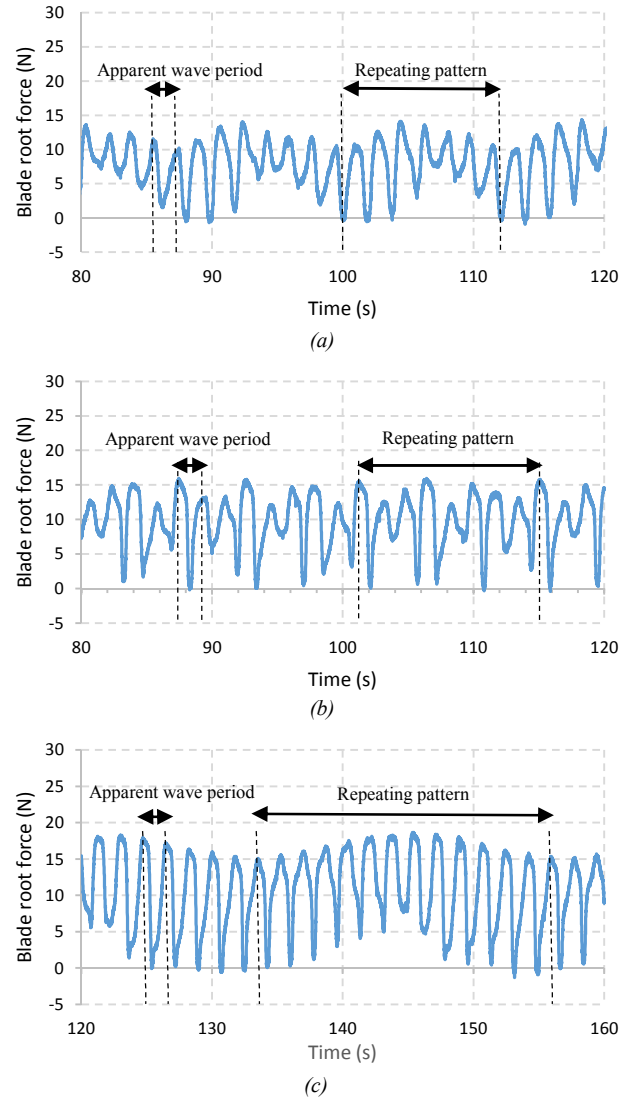 30
Apparent wave period Repeating pattern
25
20
15
10
5
0
-5
Blade root force (N)
80 90 100 110 120
Time (s)
(a)
30
25
Apparent wave period Repeating pattern
20
15
10
5
0
-5
Blade root force (N)
80 90 100 110 120
Time (s)
(b)
30
Apparent wave period Repeating pattern
25
20
15
10
5
0
-5
Blade root force (N)
120 130 140 150 160
Time (s)
(c)